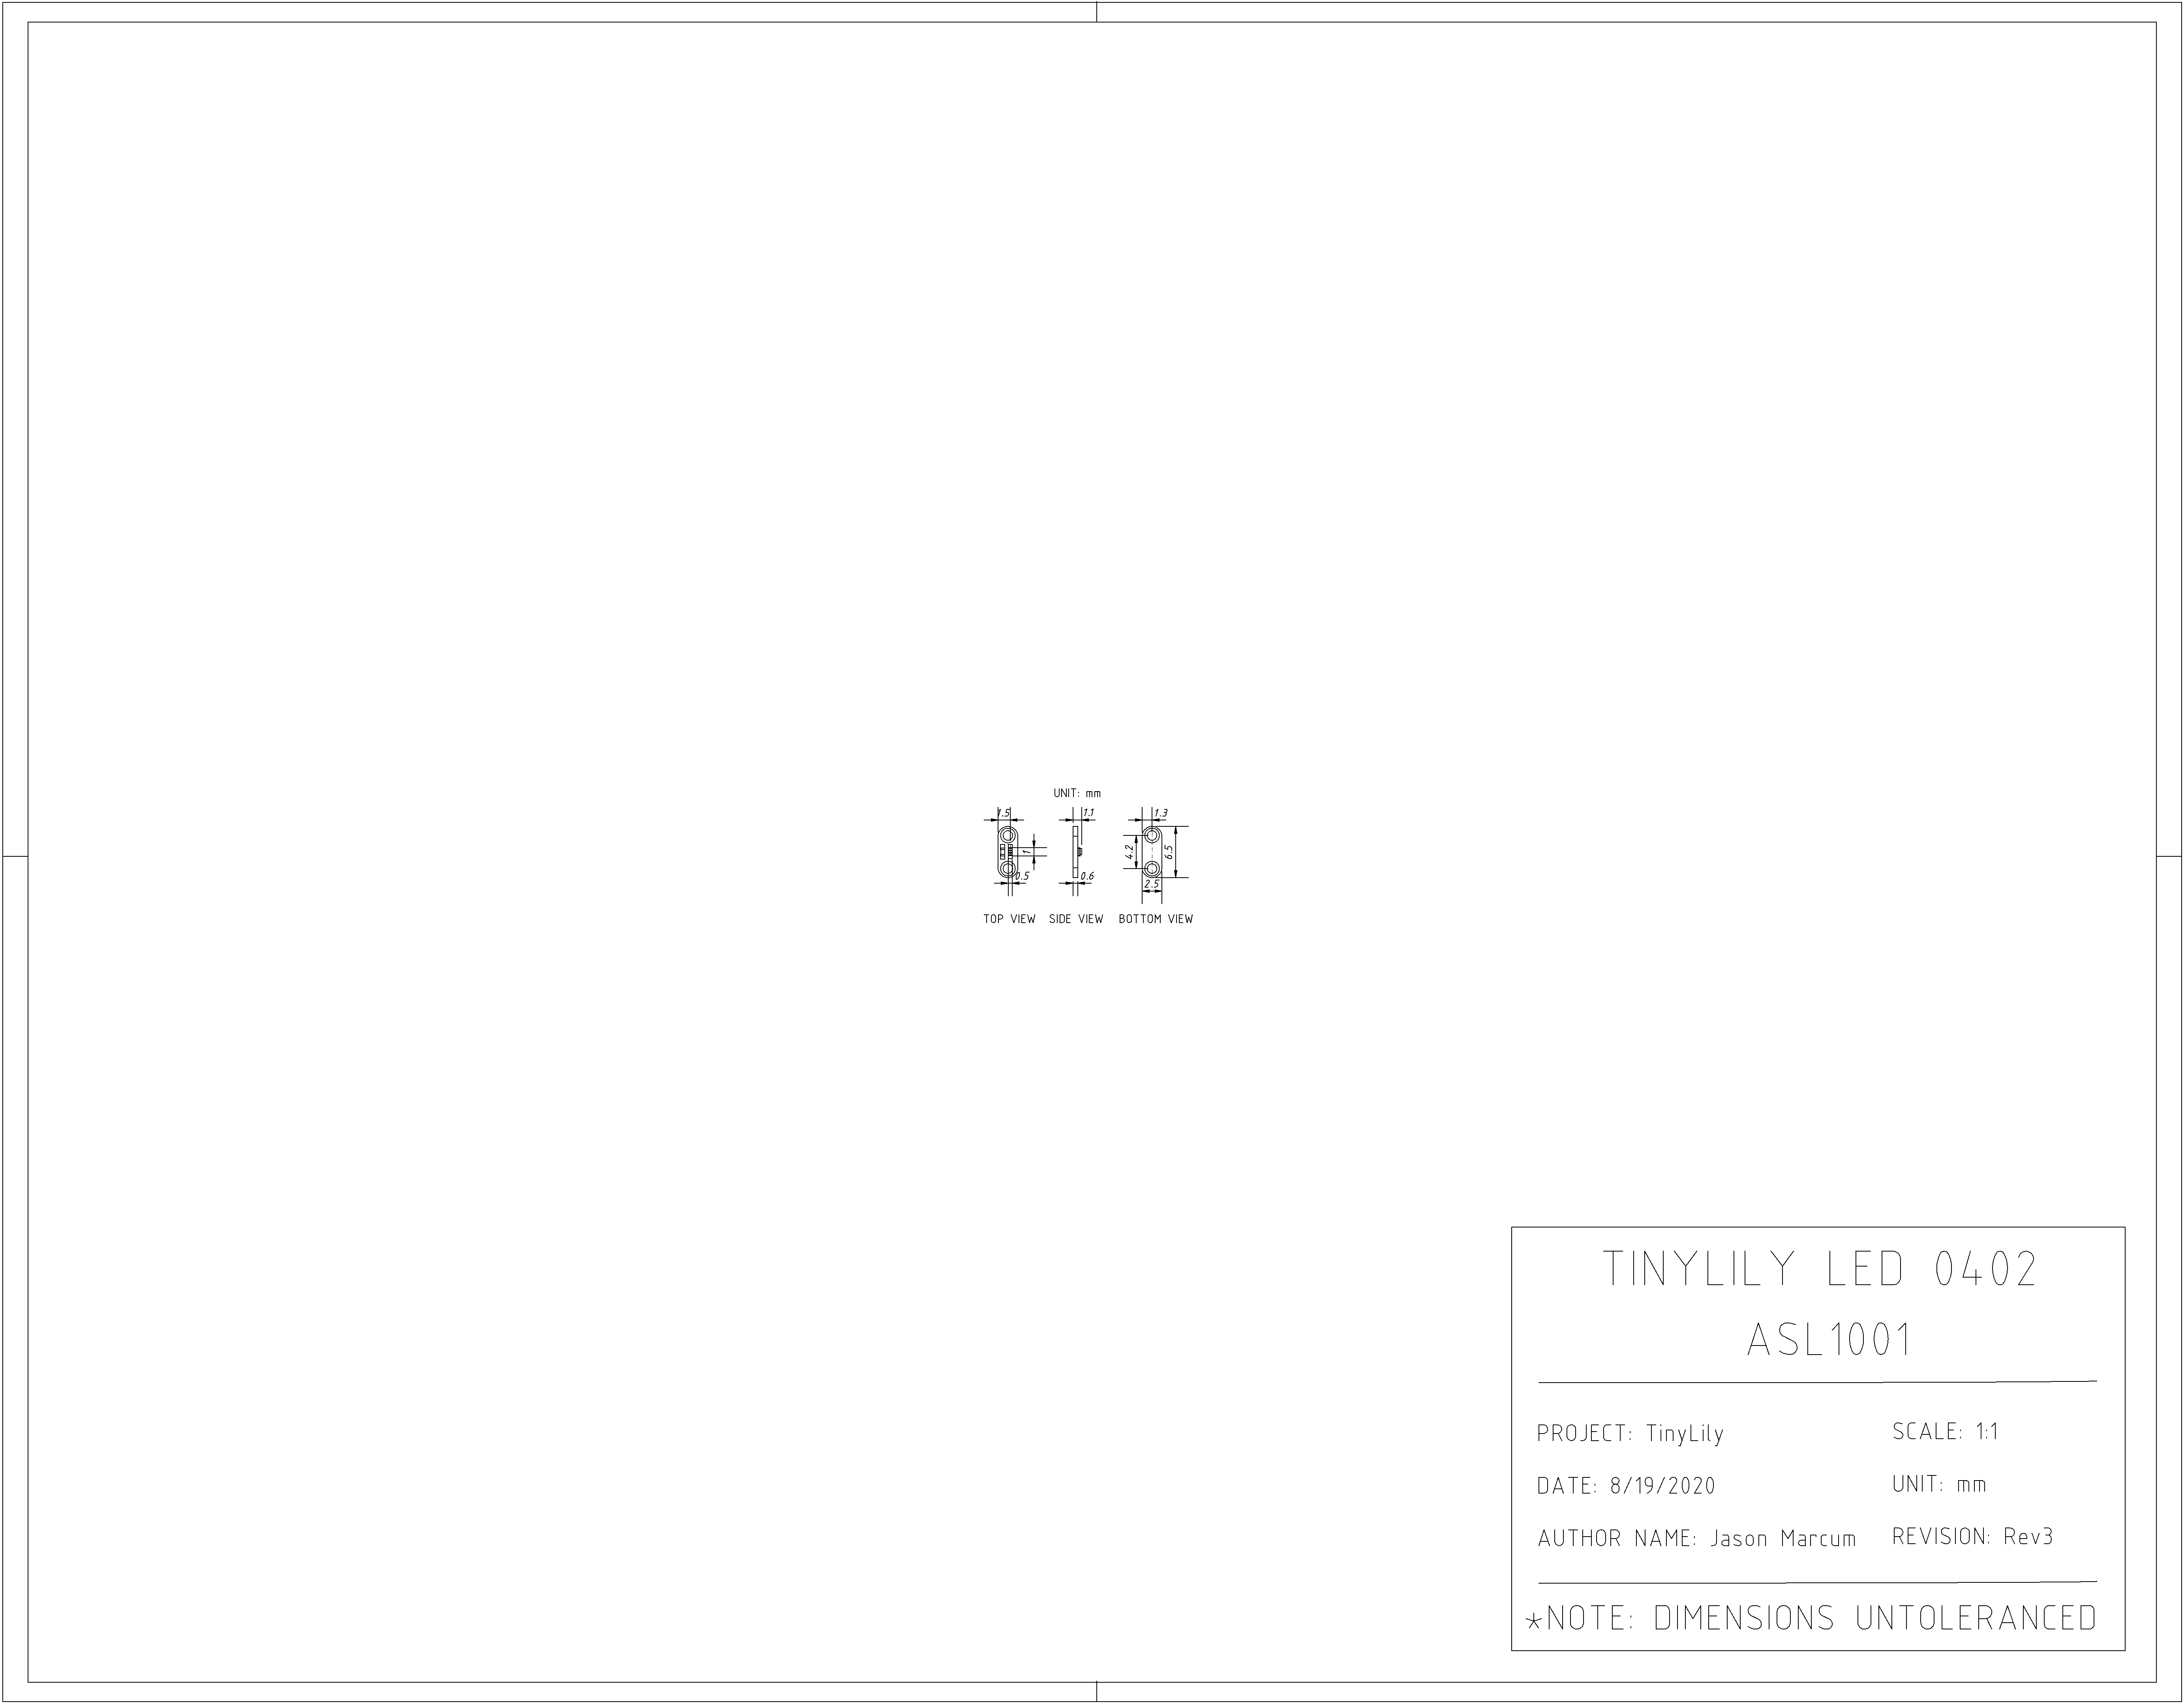 UNIT: mm
1.5
1.1
1.3
1
4.2
6.5
0.5
0.6
2.5
TOP VIEW SIDE VIEW BOTTOM VIEW
TINYLILY LED 0402
ASL1001
PROJECT: TinyLily
SCALE: 1:1
DATE: 8/19/2020
UNIT: mm
AUTHOR NAME: Jason Marcum
REVISION: Rev3
*NOTE: DIMENSIONS UNTOLERANCED